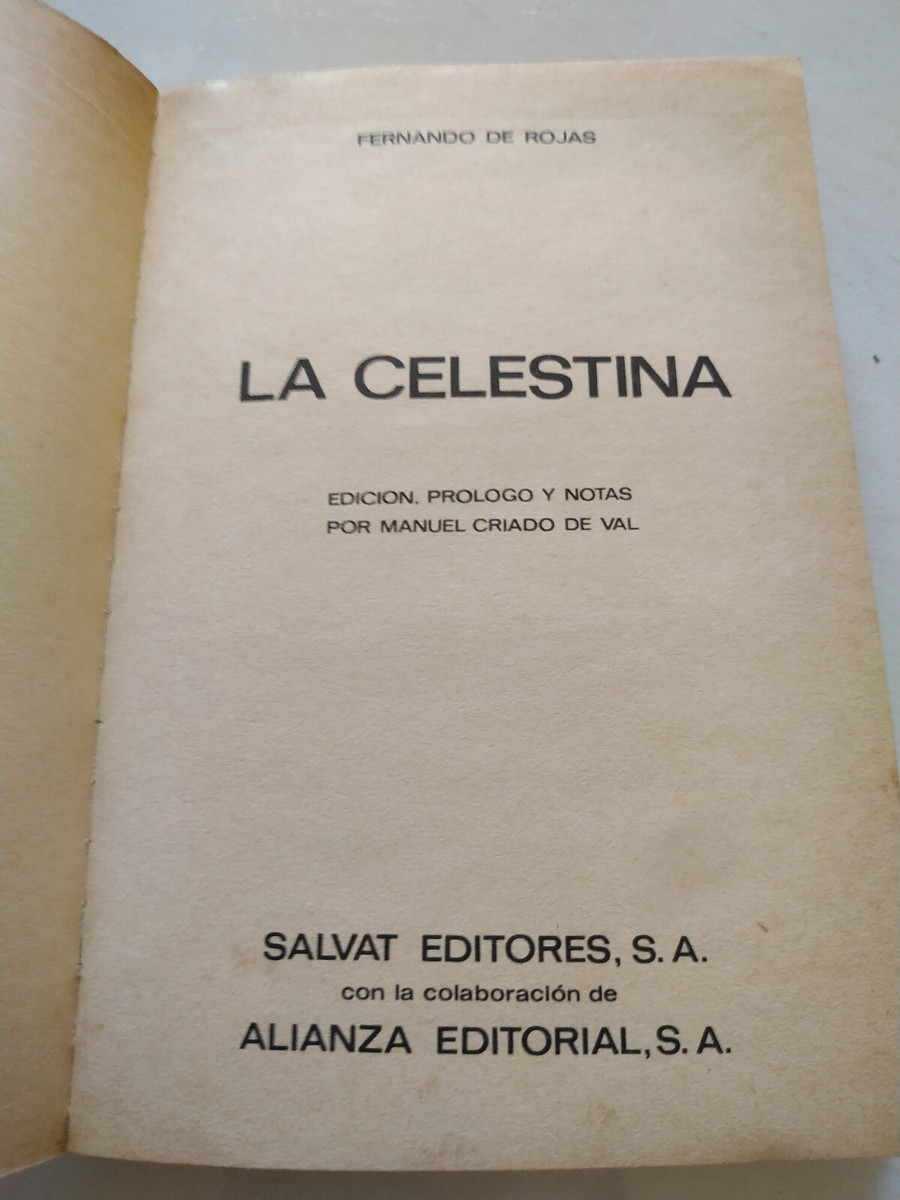 FERNANDO DE ROJAS
LA CELESTINA
EDICION, PROLOGO Y NOTAS
POR MANUEL CRIADO DE VAL
SALVAT EDITORES, S. A.
con la colaboración de
ALIANZA EDITORIAL, S. A.